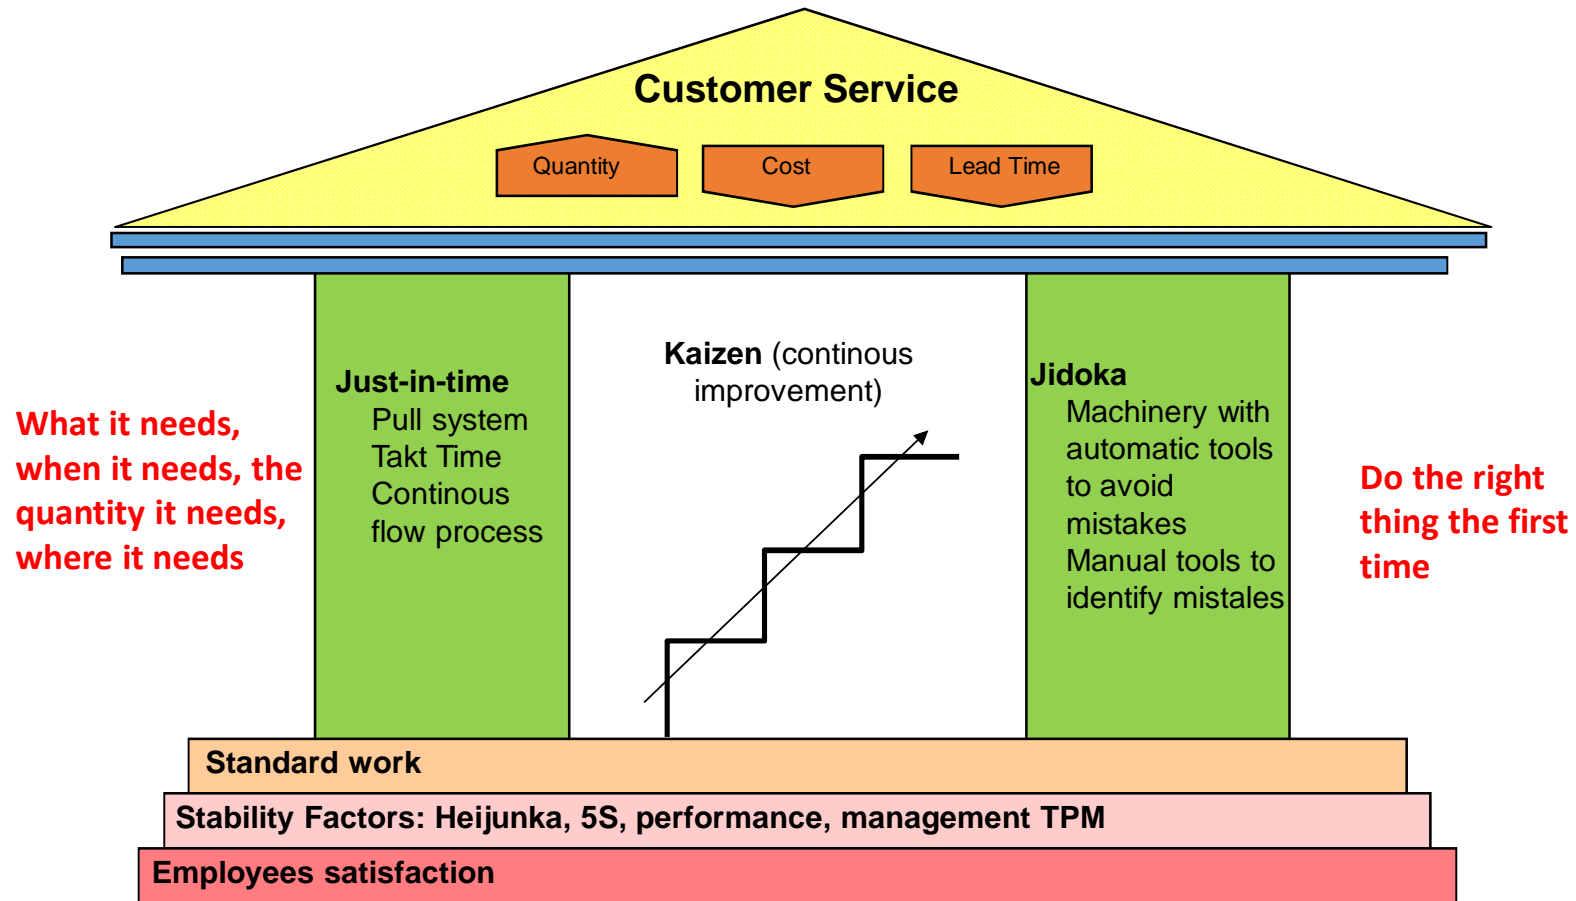 Customer Service
Quantity
Cost
Lead Time
What it needs,
when it needs, the
quantity it needs,
where it needs
Just-in-time
Pull system
Takt Time
Continous
flow process
Kaizen (continous
improvement)
Jidoka
Machinery with
automatic tools
to avoid
mistakes
Manual tools to
identify mistales
Do the right
thing the first
time
Standard work
Stability Factors: Heijunka, 5S, performance, management TPM
Employees satisfaction